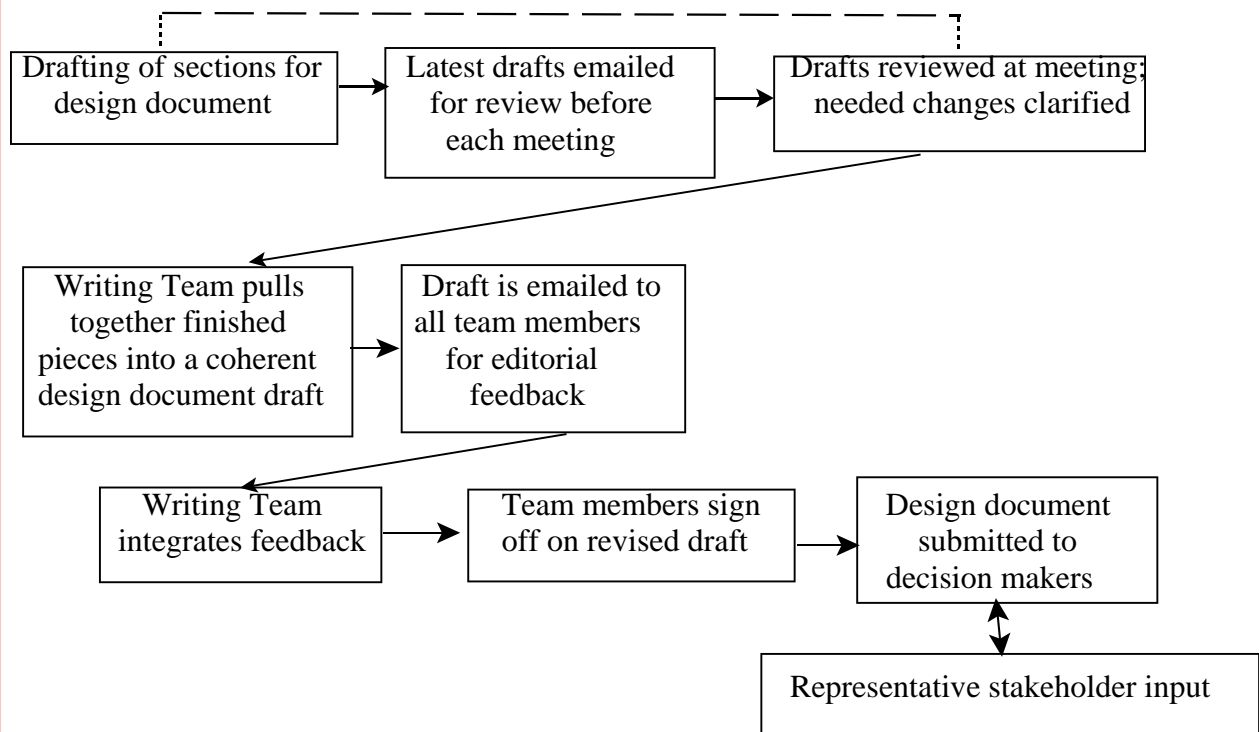 Drafting of sections for
design document
Latest drafts emailed
for review before
each meeting
Drafts reviewed at meeting;
needed changes clarified
Writing Team pulls
together finished
pieces into a coherent
design document draft
Draft is emailed to
all team members
for editorial
feedback
Writing Team
integrates feedback
Team members sign
off on revised draft
Design document
submitted to
decision makers
Representative stakeholder input